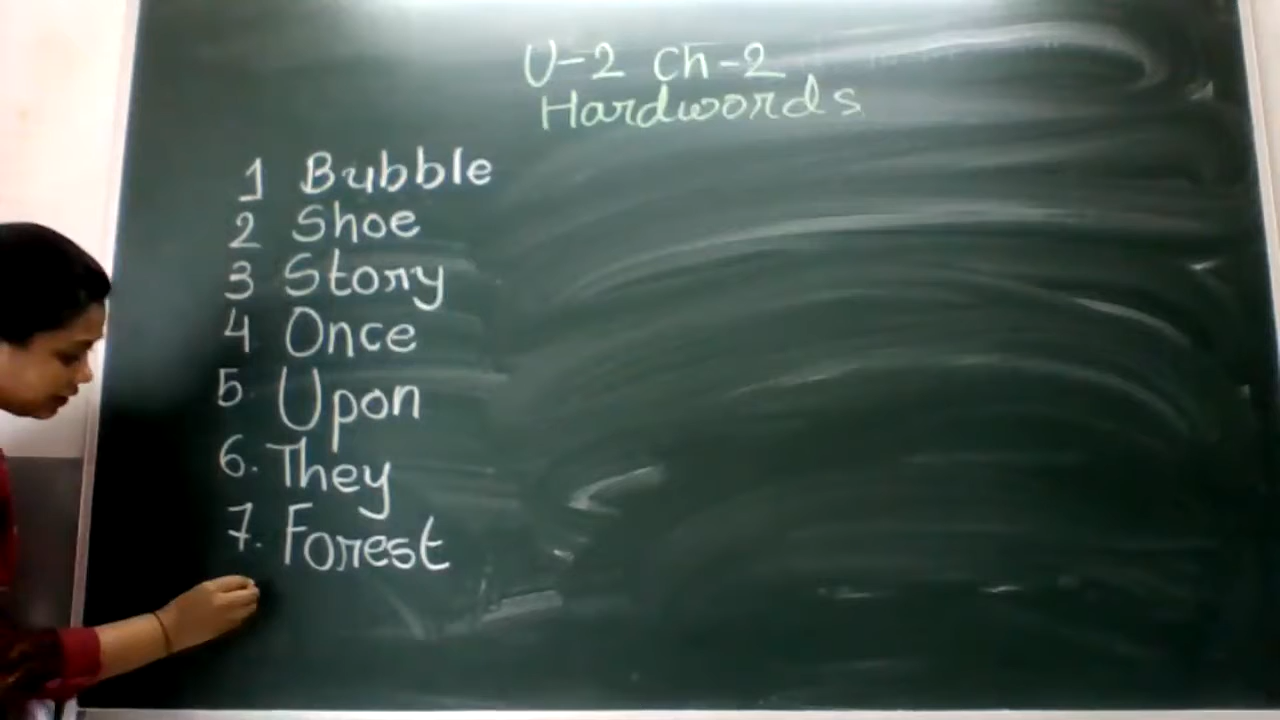 U-2 Ch-2
Hardwords
1 Bubble
2 Shoe
3 Story
4 Once
5. Upon
6. They
7. Forest